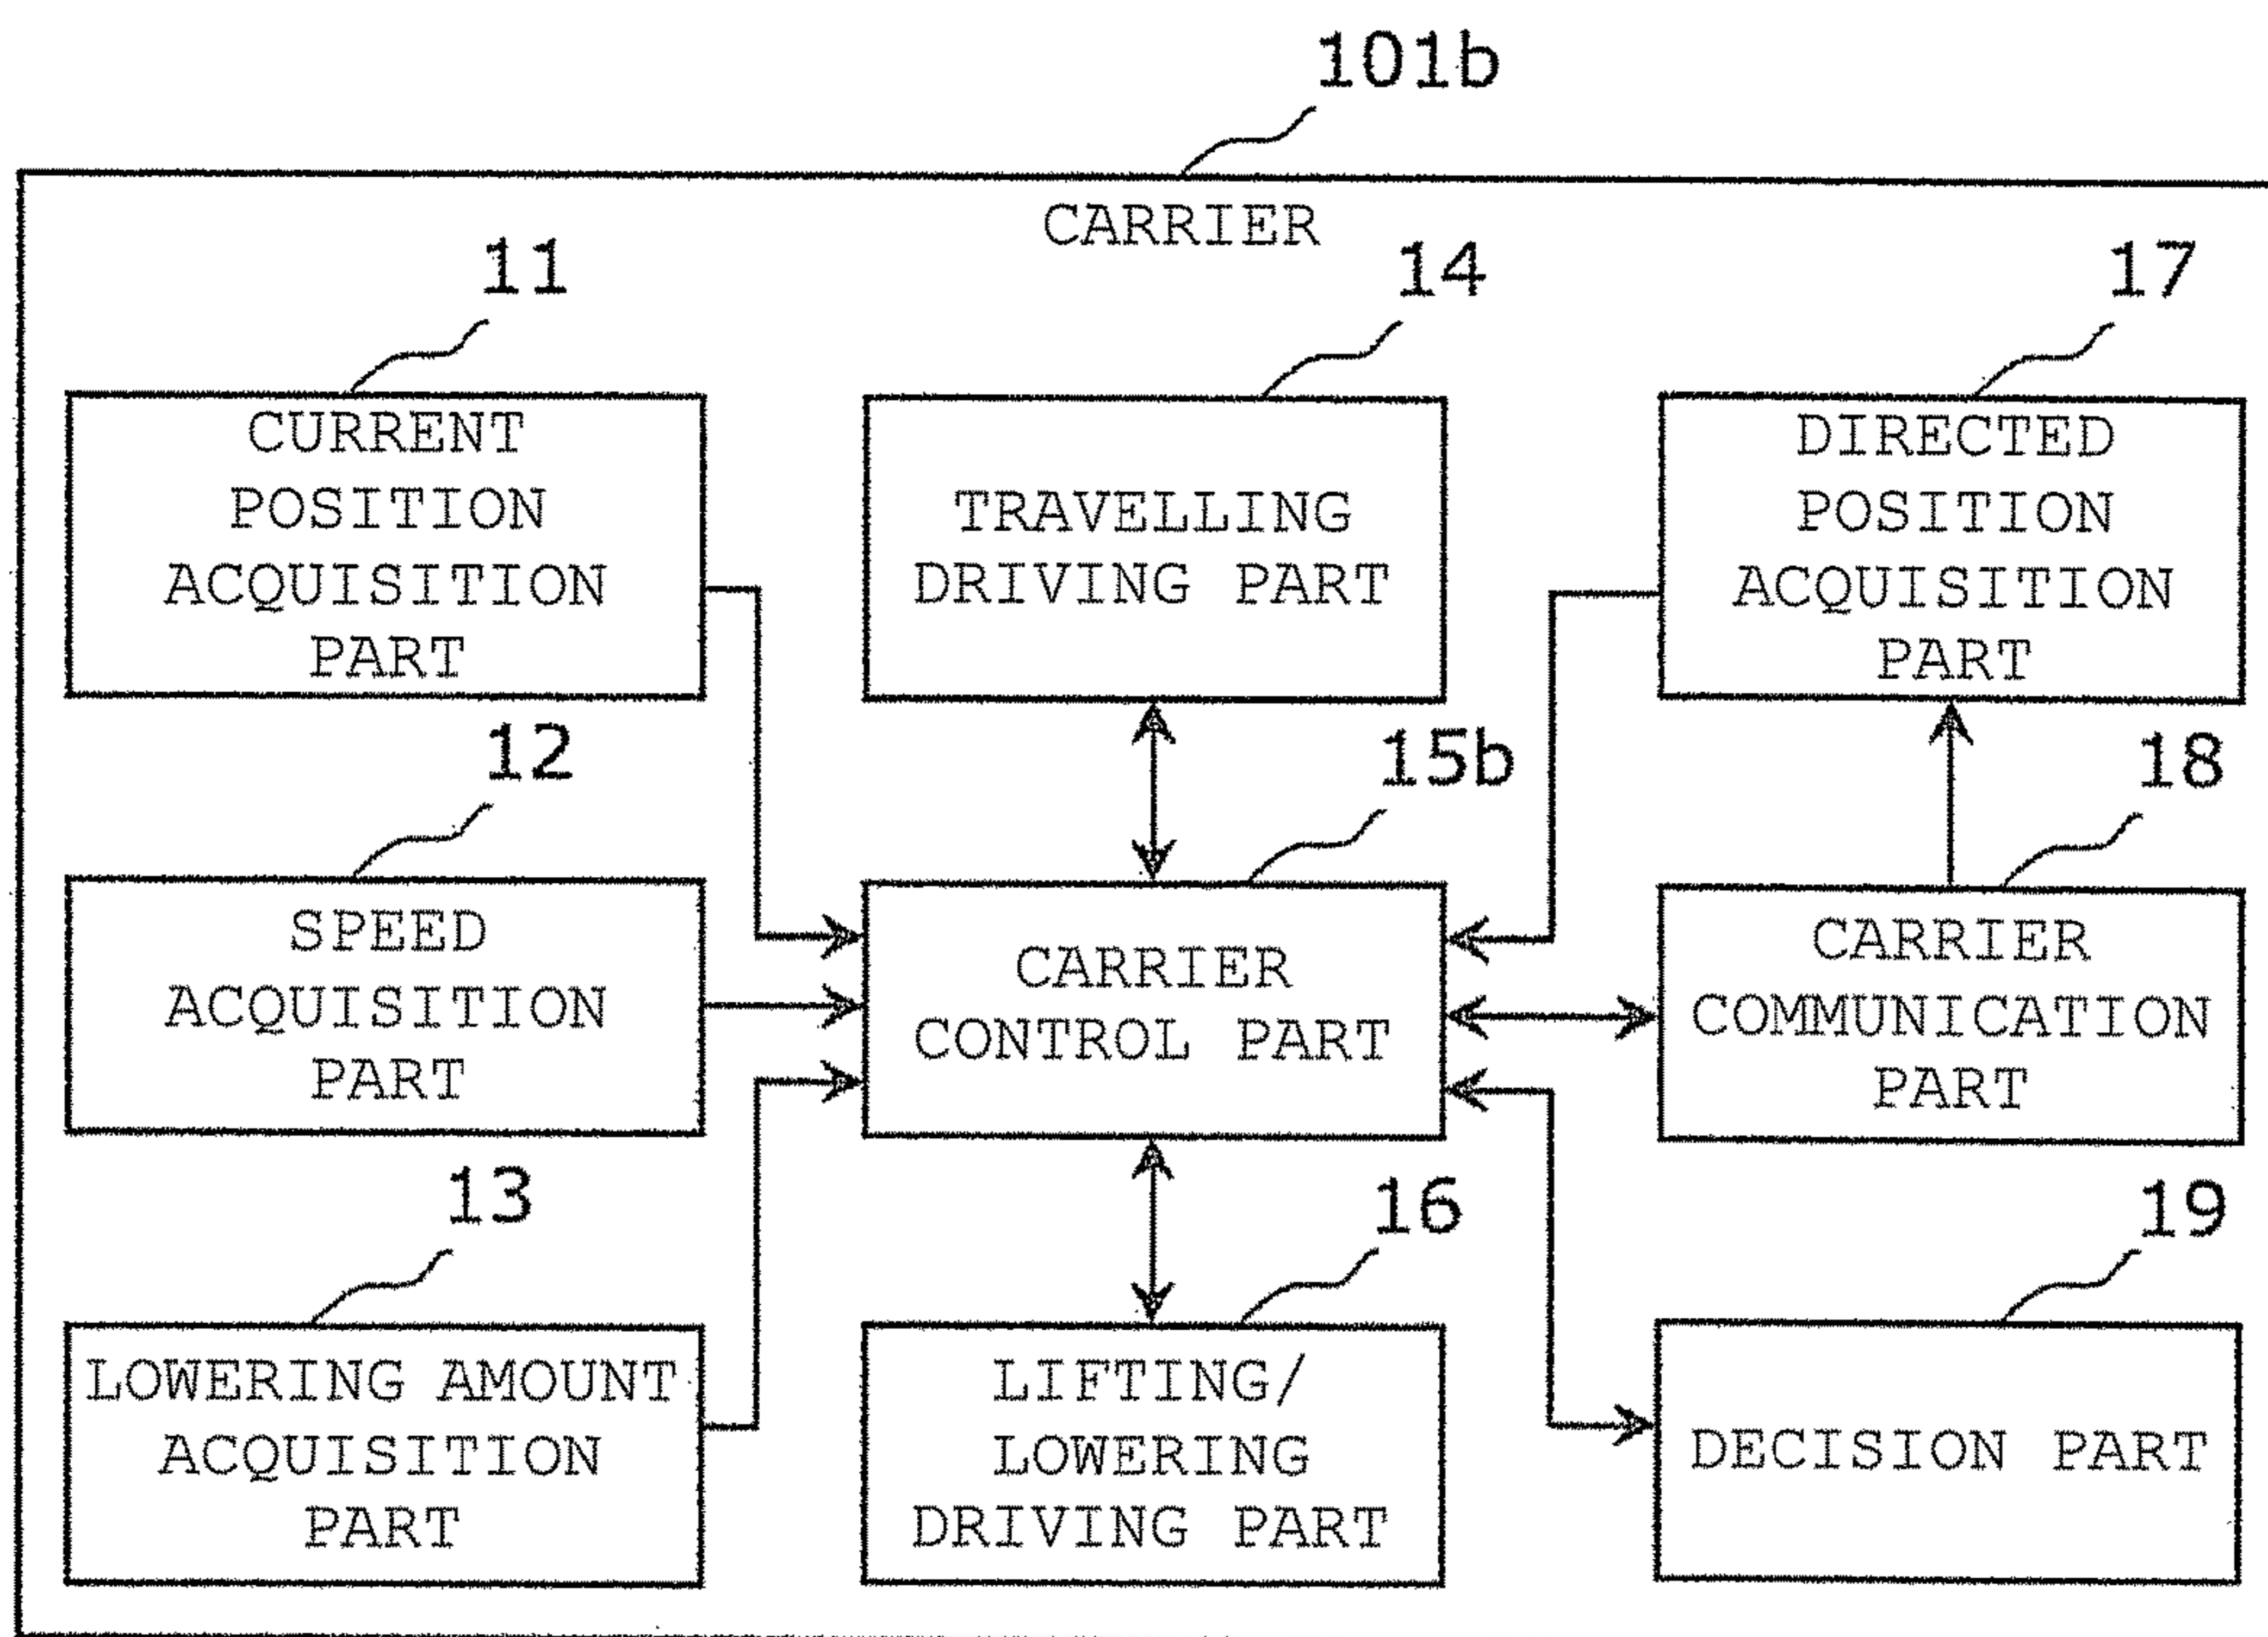 101b
CARRIER
11
CURRENT
POSITION
ACQUISITION
PART
14
TRAVELLING
DRIVING PART
17
DIRECTED
POSITION
ACQUISITION
PART
12
SPEED
ACQUISITION
PART
15b
CARRIER
CONTROL PART
18
CARRIER
COMMUNICATION
PART
13
LOWERING AMOUNT
ACQUISITION
PART
16
LIFTING/
LOWERING
DRIVING PART
19
DECISION PART